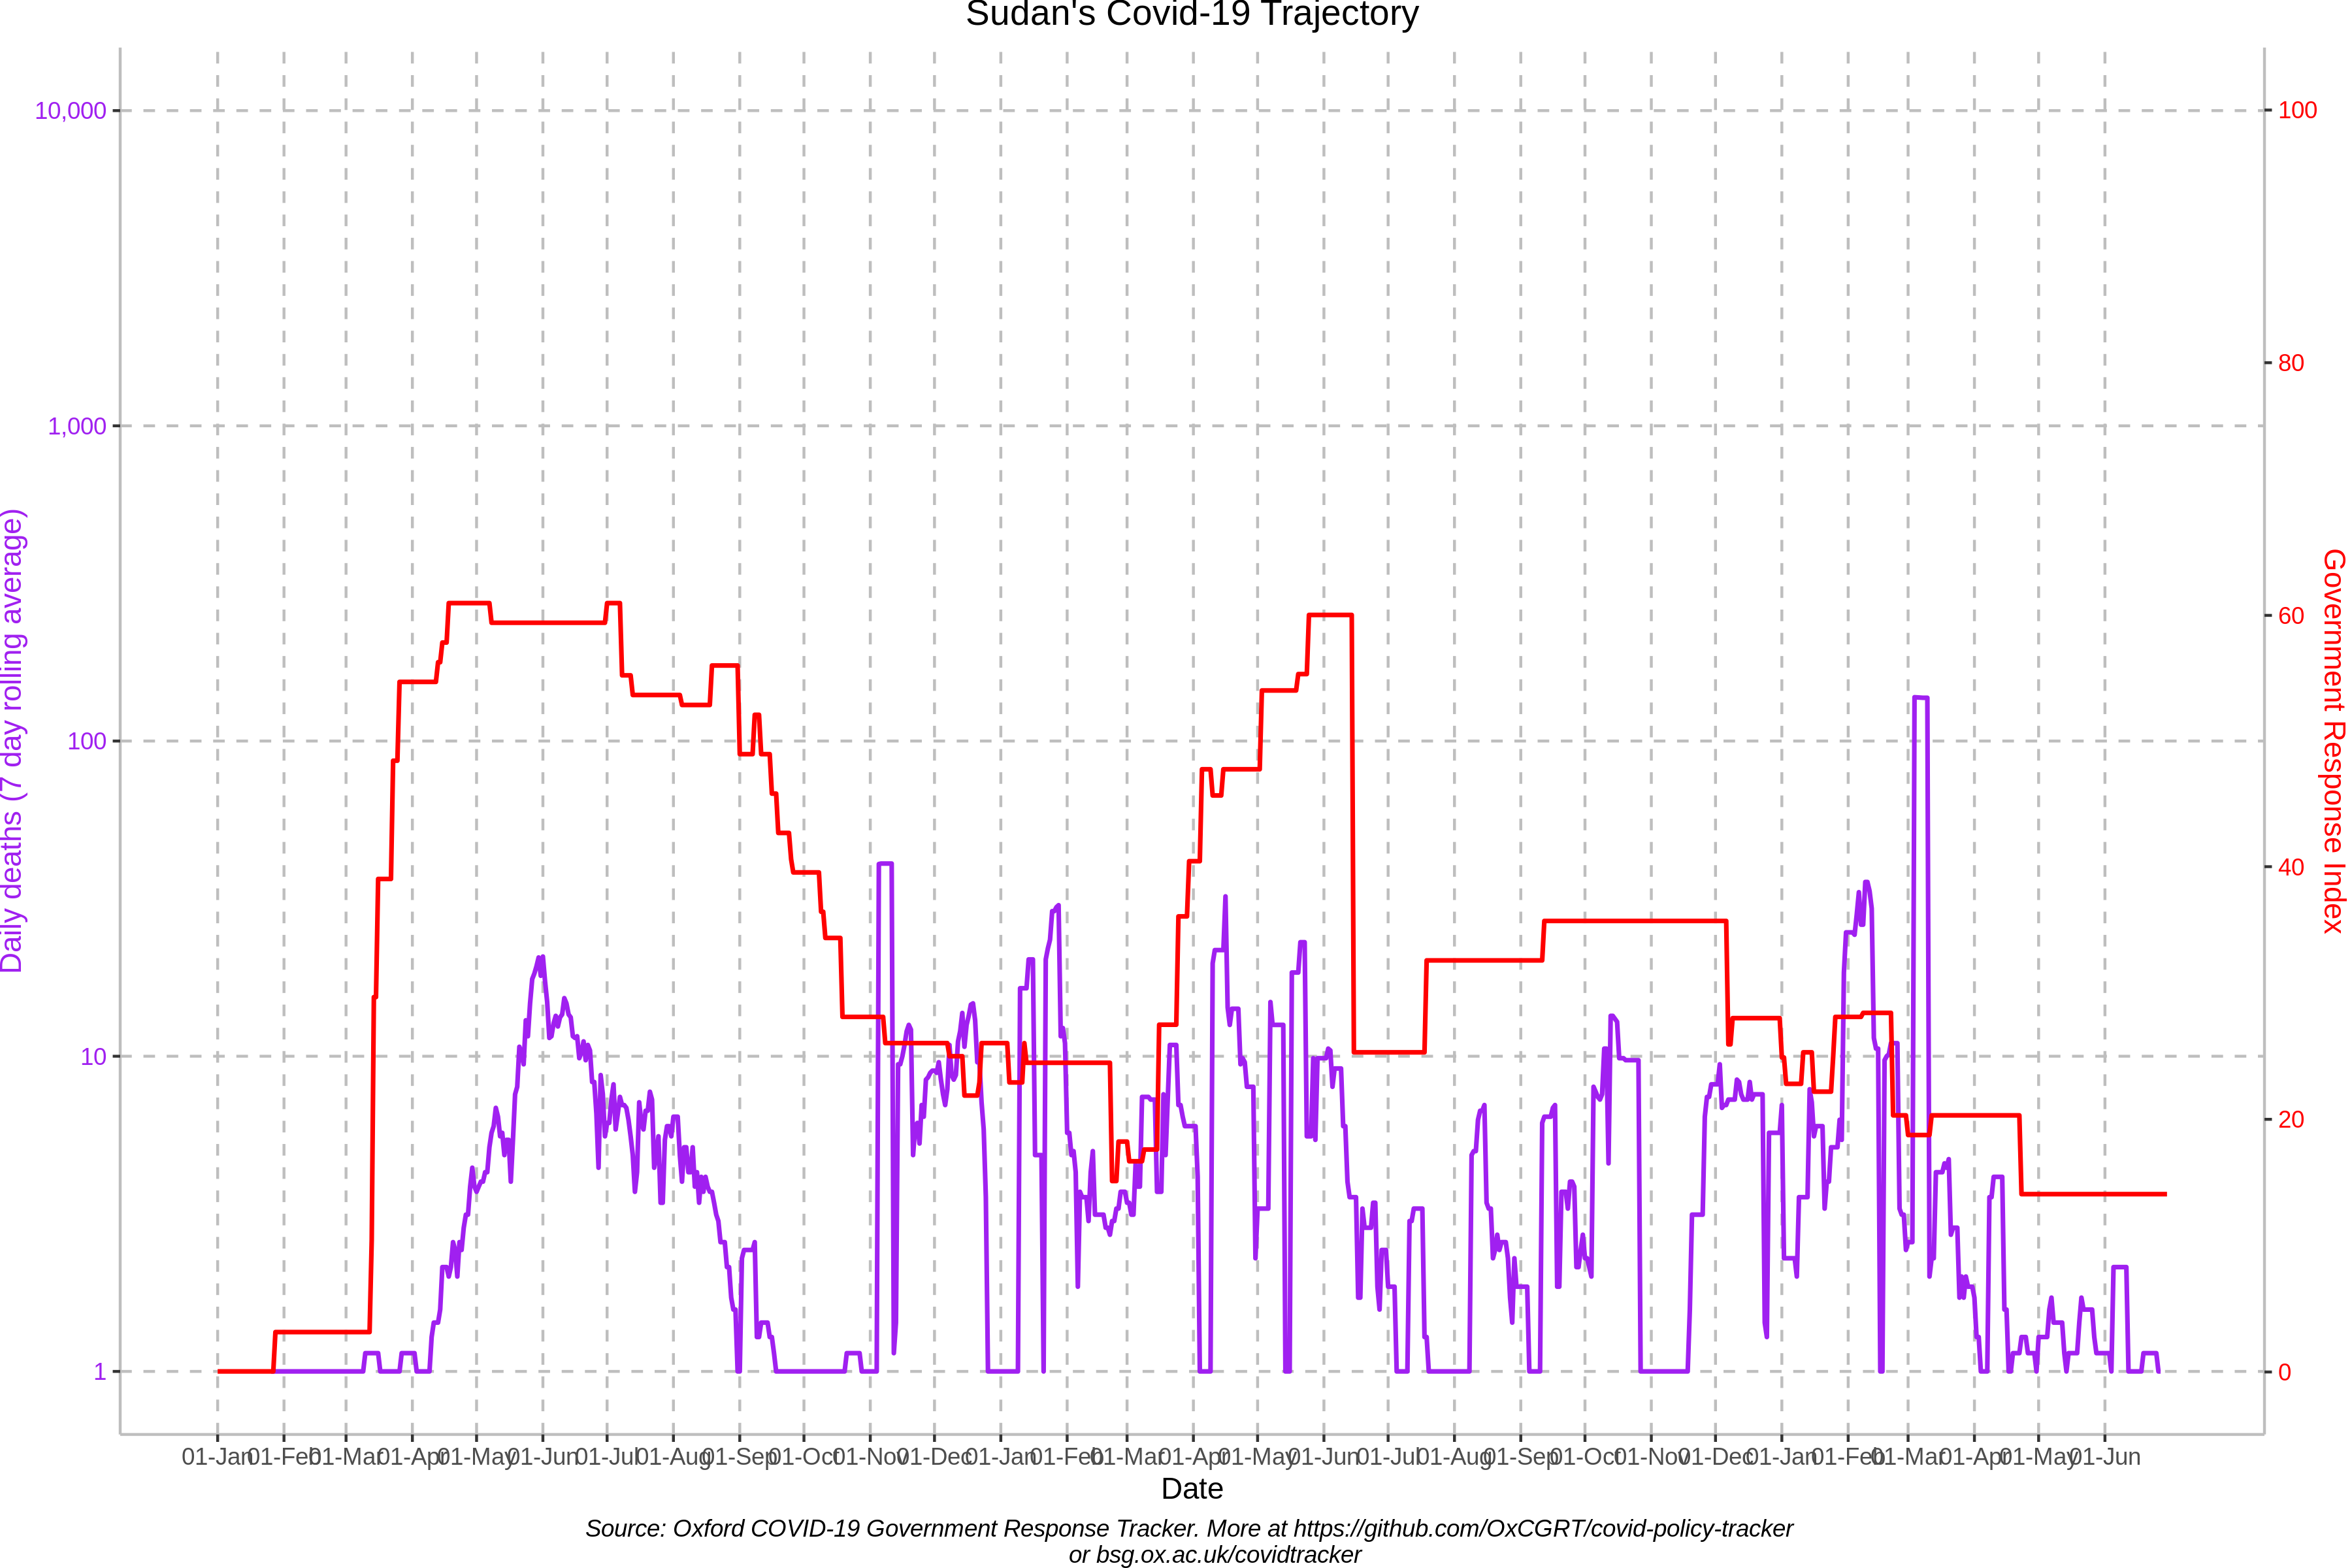 Sudan's Covid-19 Trajectory
10,000
1,000
100
10
1
Daily deaths (7 day rolling average)
100
80
60
40
20
0
Government Response Index
01-Jan 01-Feb 01-Mar 01-Apr 01-May 01-Jun 01-Jul 01-Aug 01-Sep 01-Oct 01-Nov 01-Dec 01-Jan 01-Feb 01-Mar 01-Apr 01-May 01-Jun 01-Jul 01-Aug 01-Sep 01-Oct 01-Nov 01-Dec 01-Jan 01-Feb 01-Mar 01-Apr 01-May 01-Jun
Date
Source: Oxford COVID-19 Government Response Tracker. More at https://github.com/OxCGRT/covid-policy-tracker
or bsg.ox.ac.uk/covidtracker